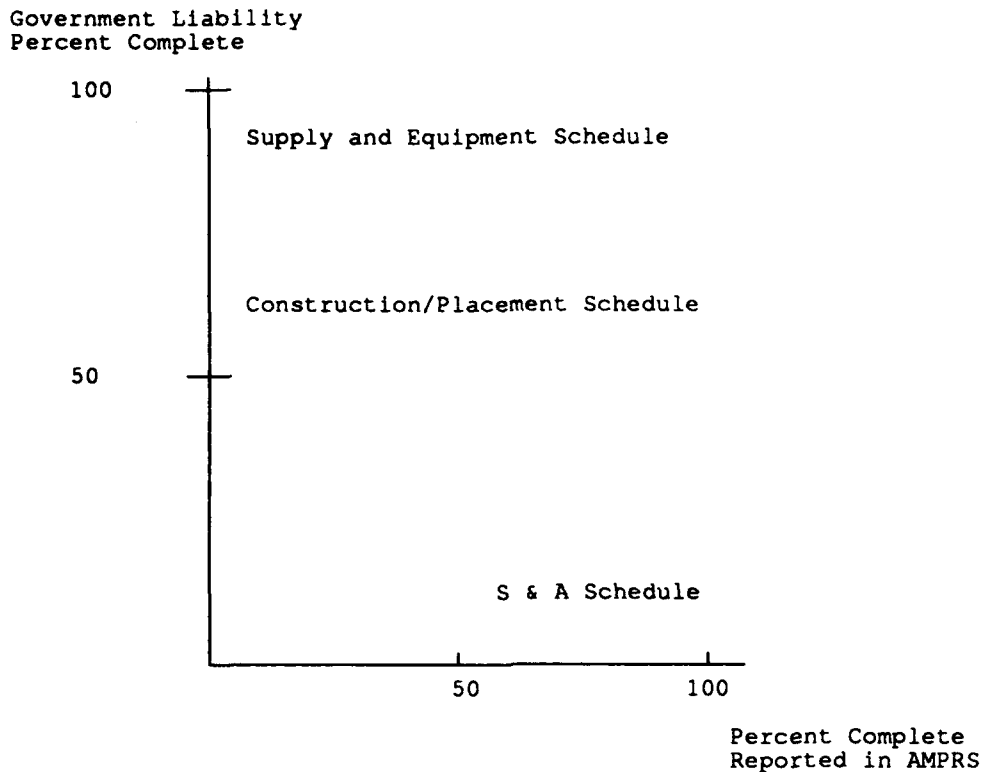 Government Liability
Percent Complete
100
Supply and Equipment Schedule
Construction/Placement Schedule
50
S & A Schedule
50
100
Percent Complete
Reported in AMPRS